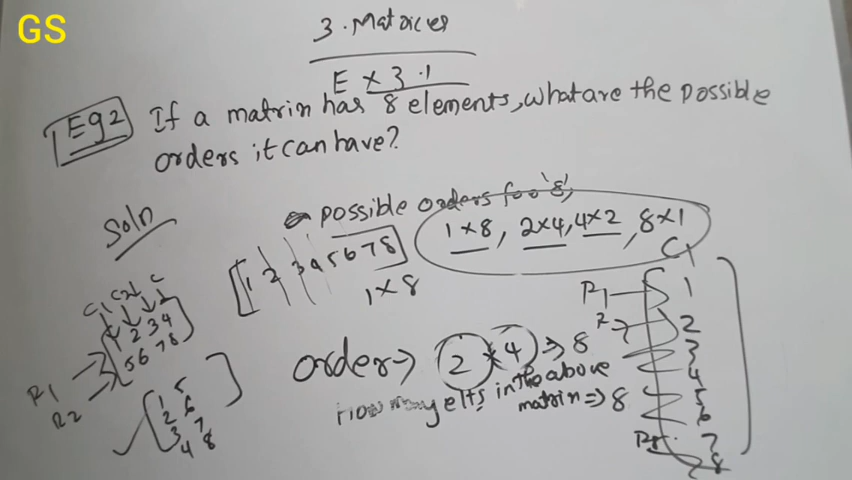 GS
3. Matrices
Ex 3.1
Eg 2 If a matrix has 8 elements, what are the possible
orders it can have?
Soln
possible orders for '8',
1×8, 2×4, 4×2, 8×1
[1 2 3 4 5 6 7 8]
1×8
C1 C2 C
1 2 3 4
5 6 7 8
R1
R2
1 5
2 6
3 7
4 8
order→ 2×4 ⇒ 8
how many elts in the above
matrix ⇒ 8
C1
R1 1
2
3
4
5
6
7
8